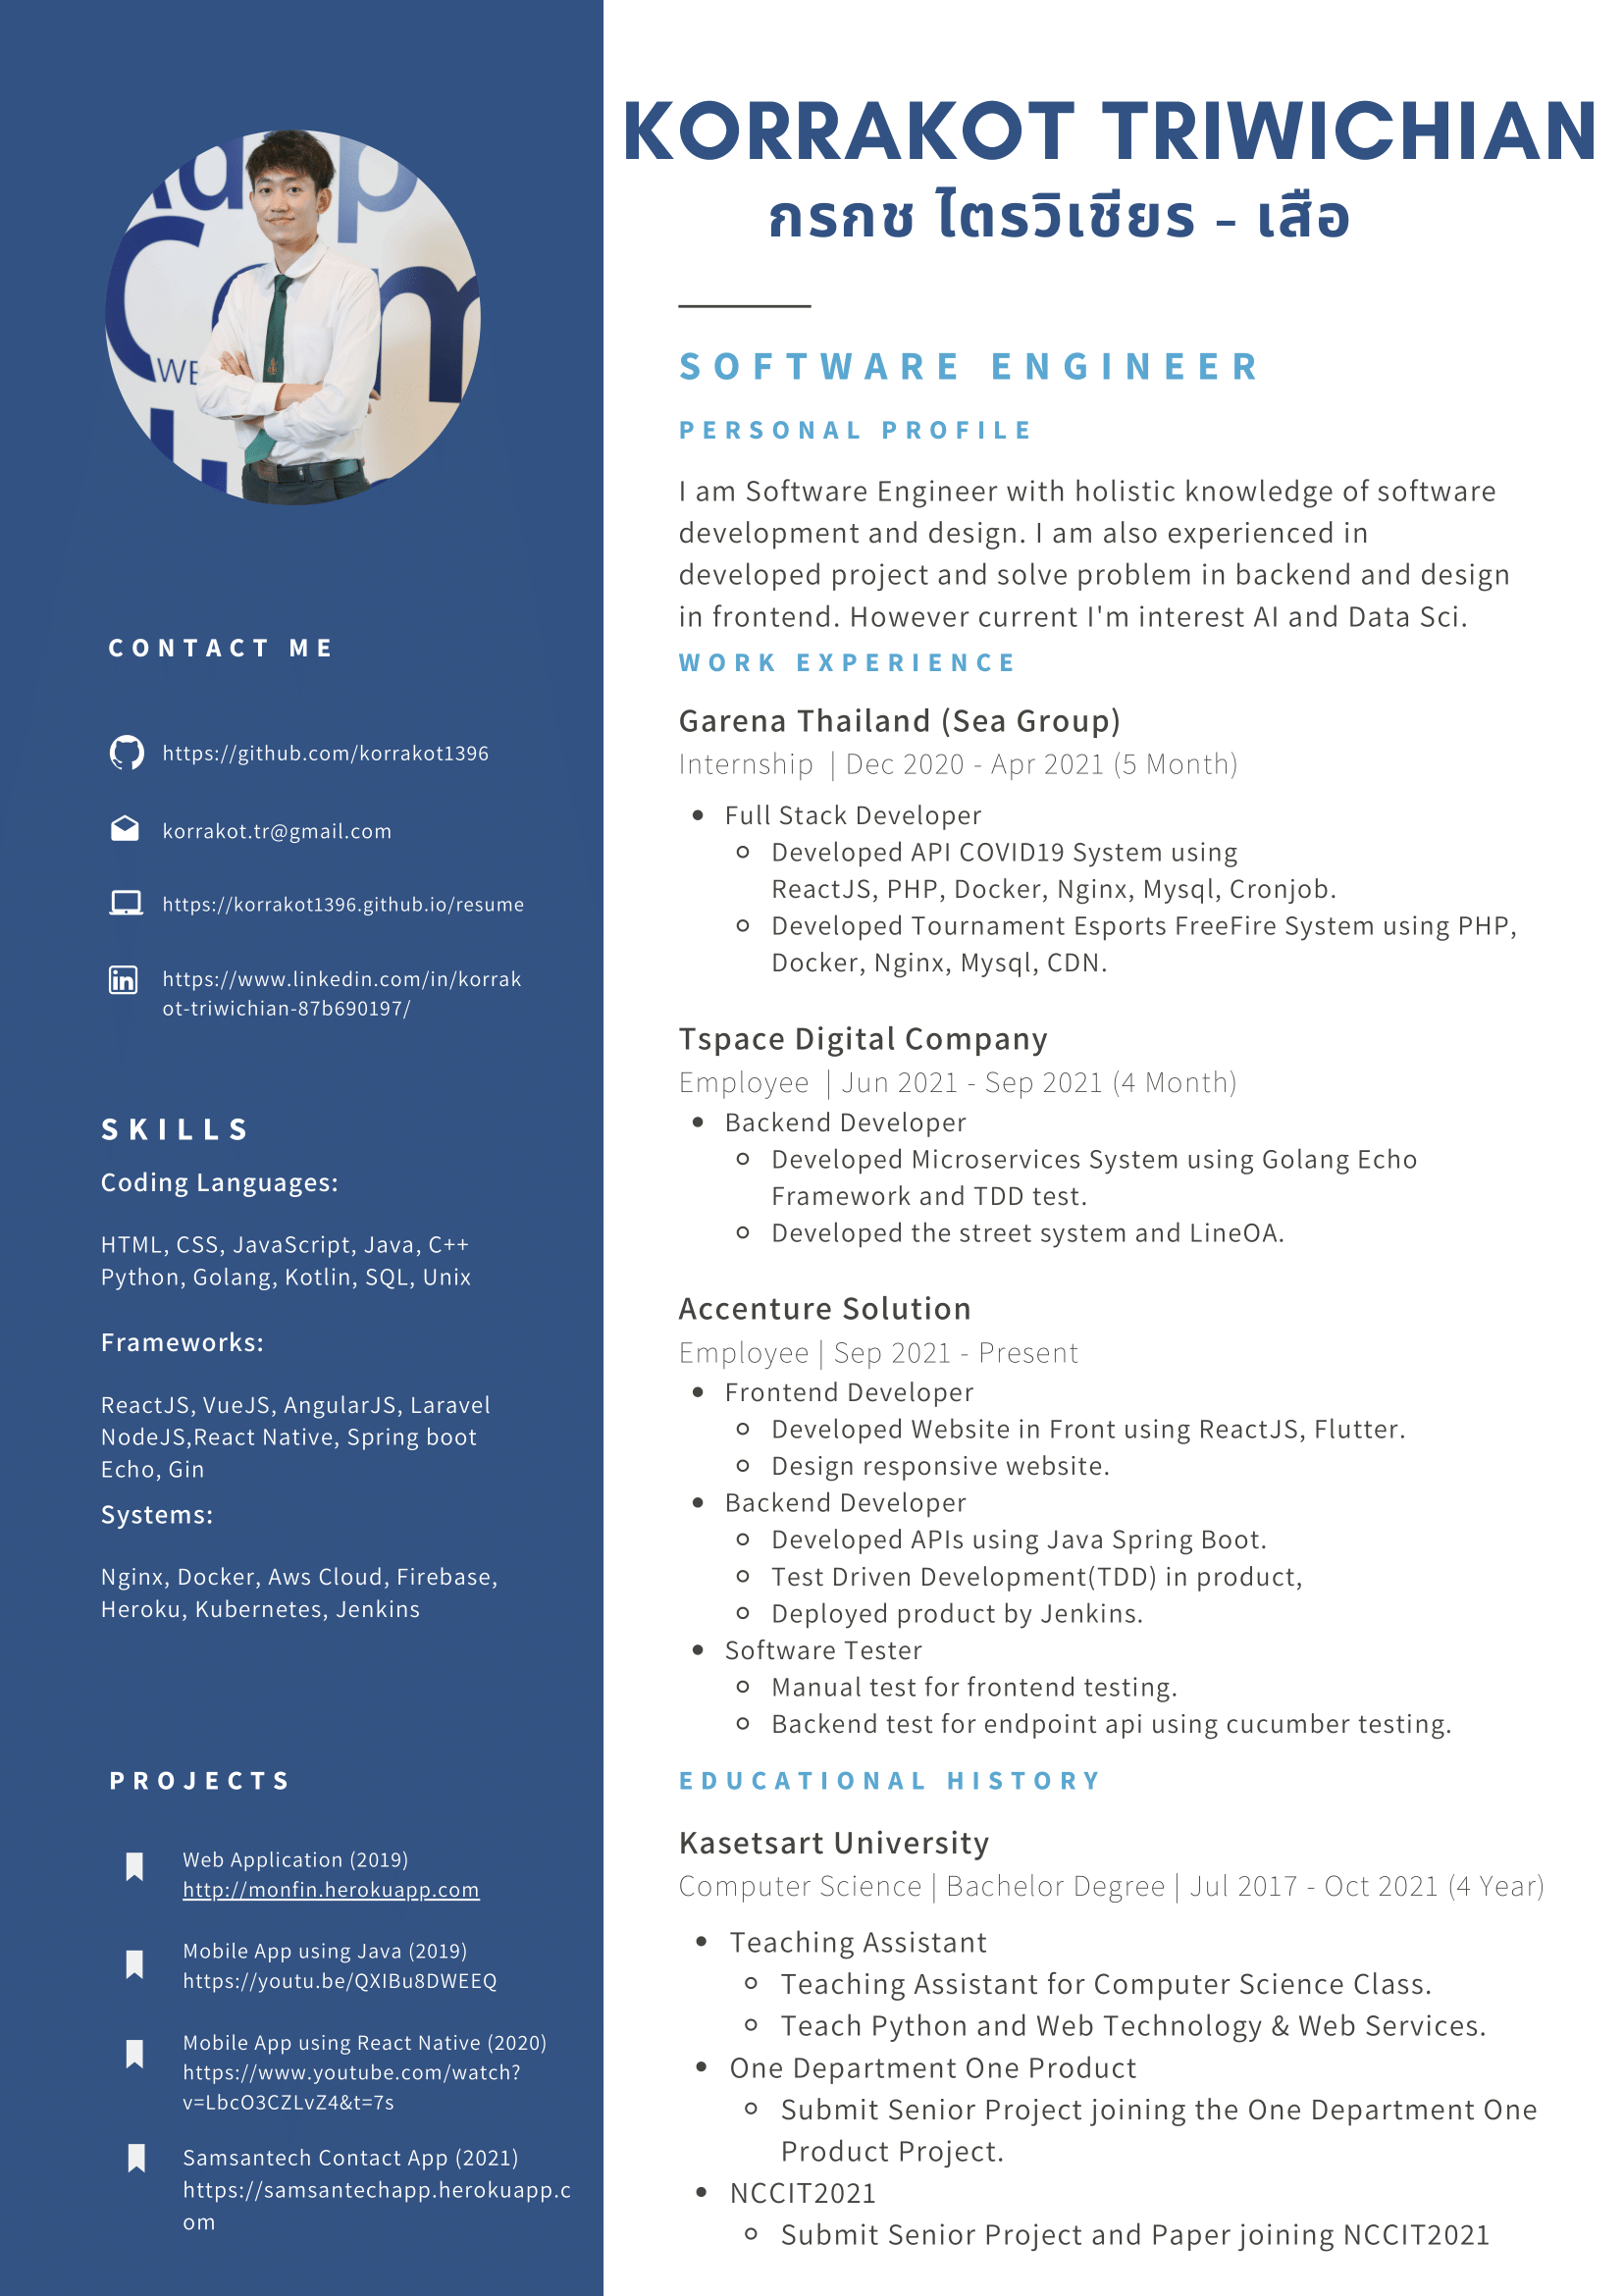 KORRAKOT TRIWICHIAN
กรกช ไตรวิเชียร - เสือ
SOFTWARE ENGINEER
PERSONAL PROFILE
I am Software Engineer with holistic knowledge of software
development and design. I am also experienced in
developed project and solve problem in backend and design
in frontend. However current I'm interest AI and Data Sci.
WORK EXPERIENCE
Garena Thailand (Sea Group)
Internship | Dec 2020 - Apr 2021 (5 Month)
Full Stack Developer
Developed API COVID19 System using
ReactJS, PHP, Docker, Nginx, Mysql, Cronjob.
Developed Tournament Esports FreeFire System using PHP,
Docker, Nginx, Mysql, CDN.
Tspace Digital Company
Employee | Jun 2021 - Sep 2021 (4 Month)
Backend Developer
Developed Microservices System using Golang Echo
Framework and TDD test.
Developed the street system and LineOA.
Accenture Solution
Employee | Sep 2021 - Present
Frontend Developer
Developed Website in Front using ReactJS, Flutter.
Design responsive website.
Backend Developer
Developed APIs using Java Spring Boot.
Test Driven Development(TDD) in product,
Deployed product by Jenkins.
Software Tester
Manual test for frontend testing.
Backend test for endpoint api using cucumber testing.
EDUCATIONAL HISTORY
Kasetsart University
Computer Science | Bachelor Degree | Jul 2017 - Oct 2021 (4 Year)
Teaching Assistant
Teaching Assistant for Computer Science Class.
Teach Python and Web Technology & Web Services.
One Department One Product
Submit Senior Project joining the One Department One
Product Project.
NCCIT2021
Submit Senior Project and Paper joining NCCIT2021
CONTACT ME
https://github.com/korrakot1396
korrakot.tr@gmail.com
https://korrakot1396.github.io/resume
https://www.linkedin.com/in/korrak
ot-triwichian-87b690197/
SKILLS
Coding Languages:
HTML, CSS, JavaScript, Java, C++
Python, Golang, Kotlin, SQL, Unix
Frameworks:
ReactJS, VueJS, AngularJS, Laravel
NodeJS,React Native, Spring boot
Echo, Gin
Systems:
Nginx, Docker, Aws Cloud, Firebase,
Heroku, Kubernetes, Jenkins
PROJECTS
Web Application (2019)
http://monfin.herokuapp.com
Mobile App using Java (2019)
https://youtu.be/QXIBu8DWEEQ
Mobile App using React Native (2020)
https://www.youtube.com/watch?
v=LbcO3CZLvZ4&t=7s
Samsantech Contact App (2021)
https://samsantechapp.herokuapp.c
om